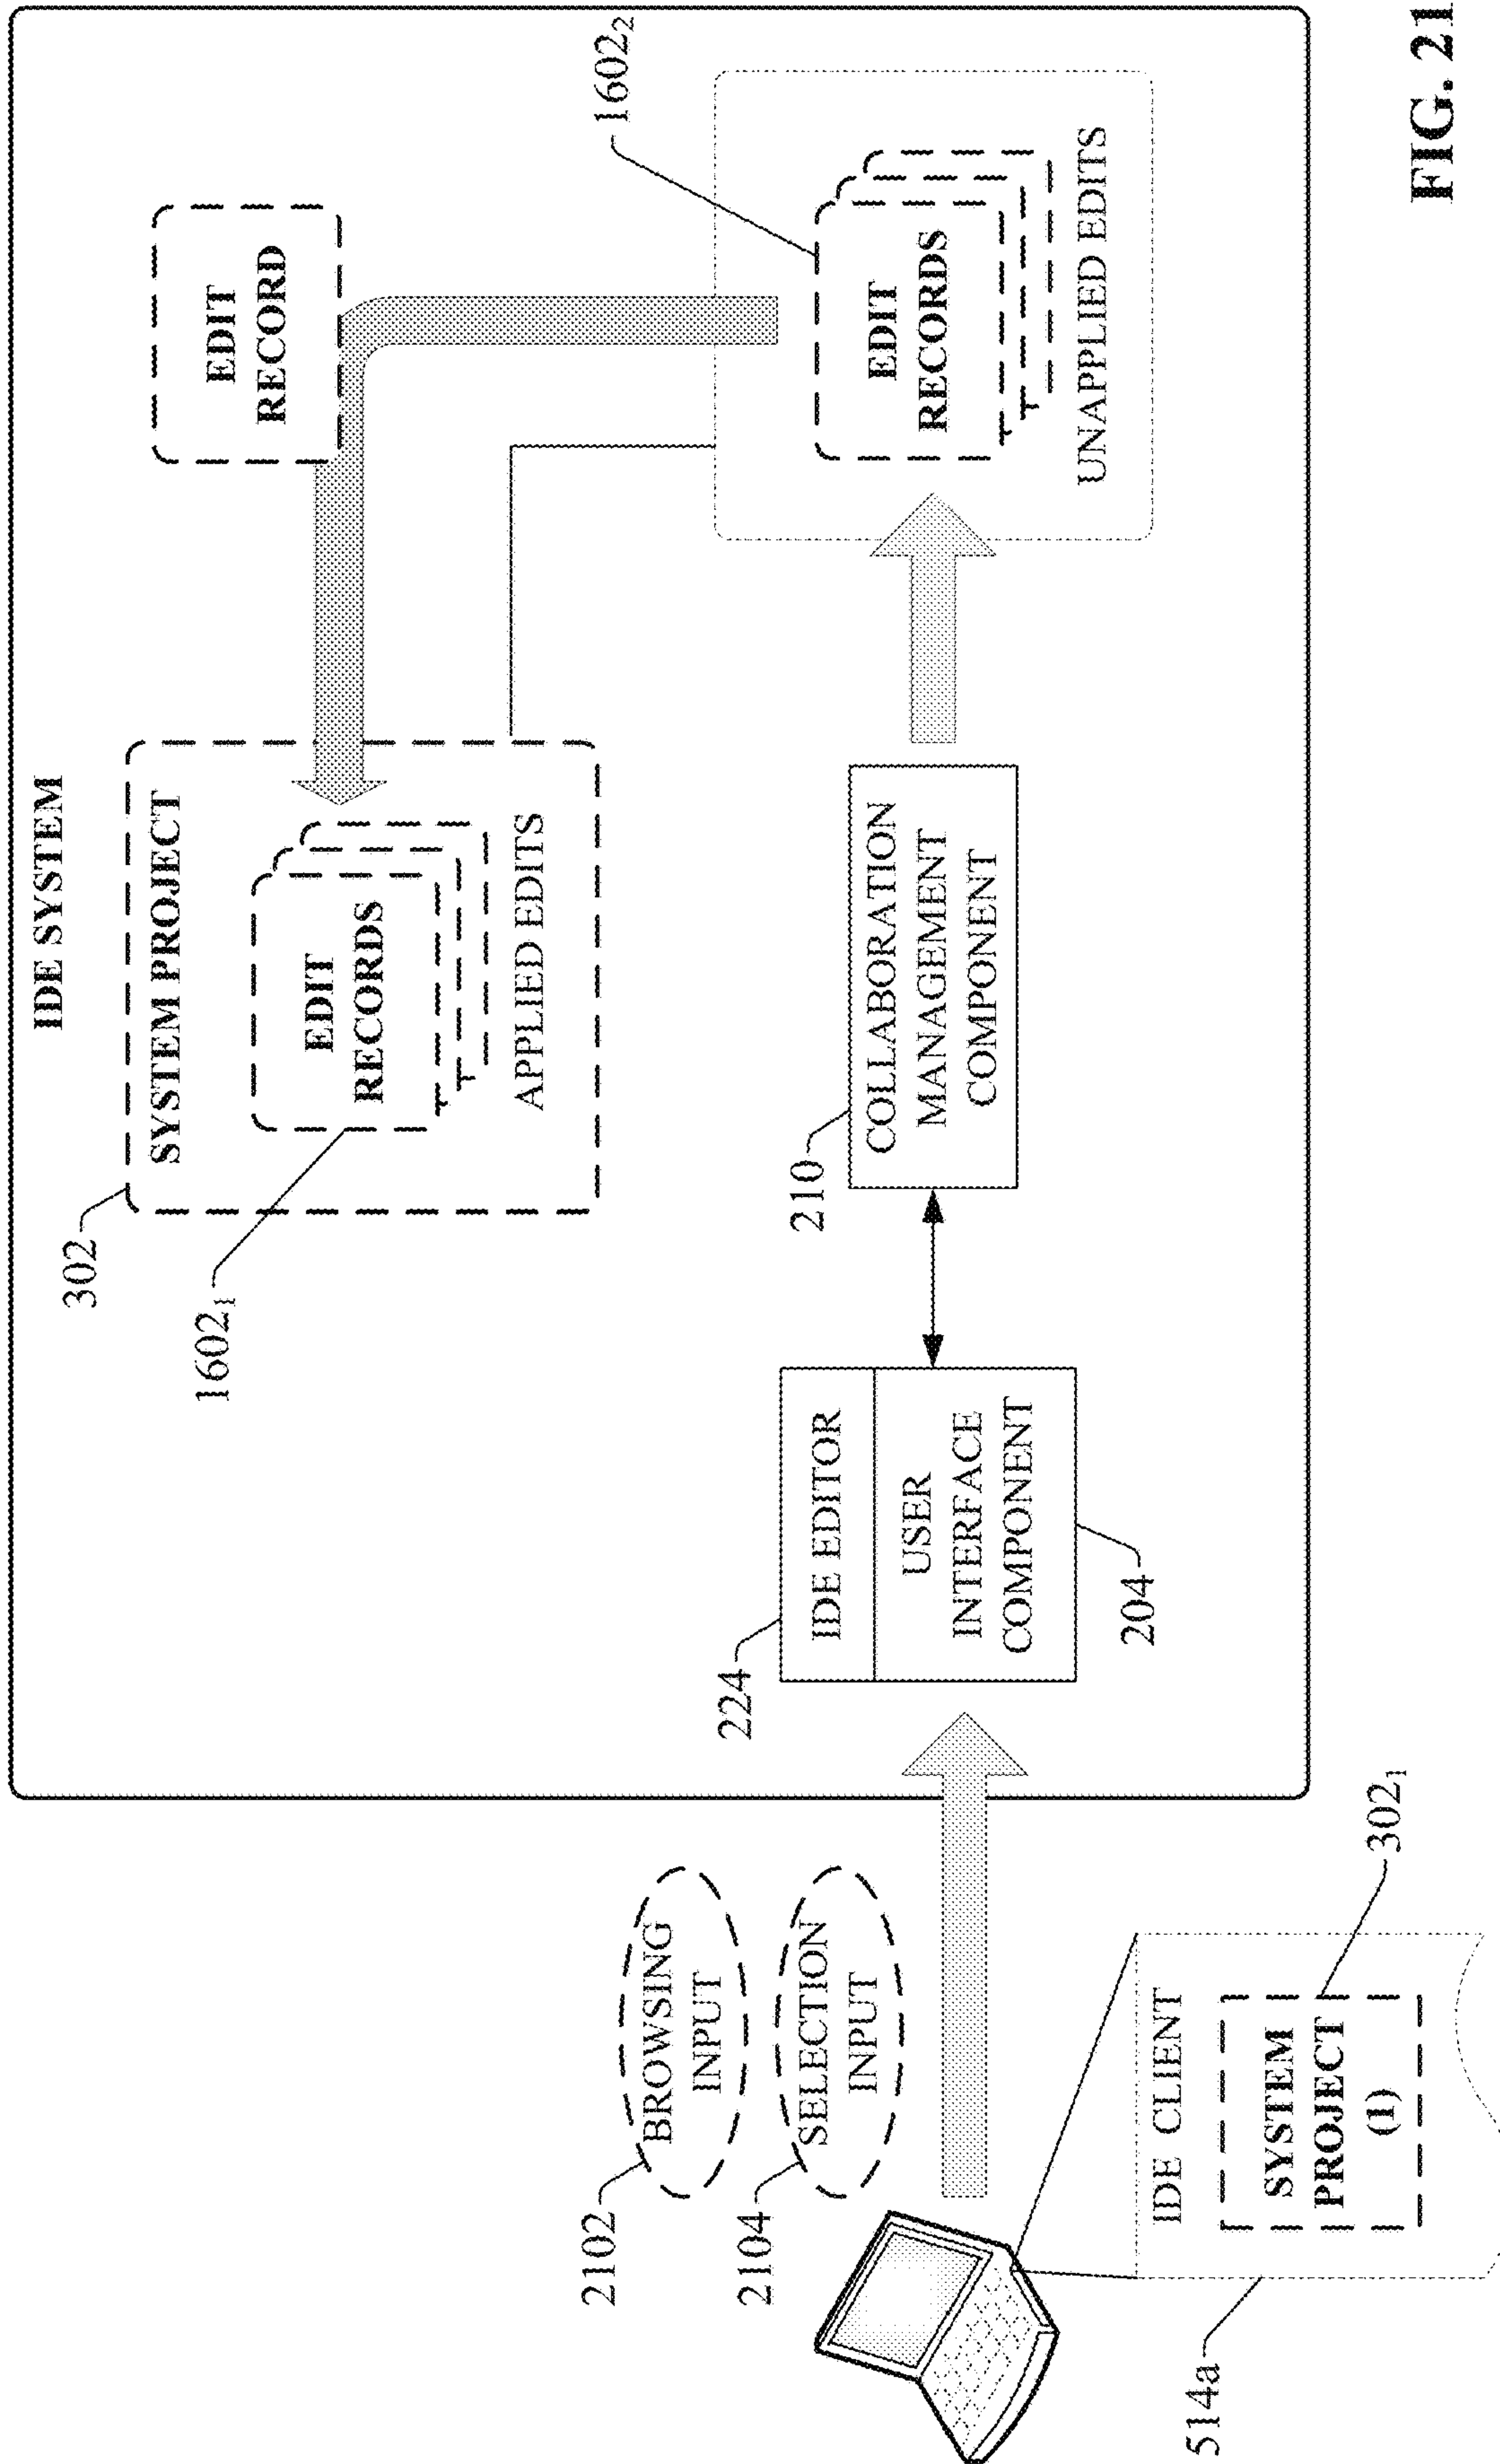 IDE SYSTEM
302
SYSTEM PROJECT
EDIT
RECORDS
APPLIED EDITS
1602₁
EDIT
RECORD
1602₂
EDIT
RECORDS
UNAPPLIED EDITS
2102
BROWSING
INPUT
2104
SELECTION
INPUT
224
IDE EDITOR
USER
INTERFACE
COMPONENT
204
210
COLLABORATION
MANAGEMENT
COMPONENT
514a
IDE CLIENT
SYSTEM
PROJECT
(1)
302₁
FIG. 21